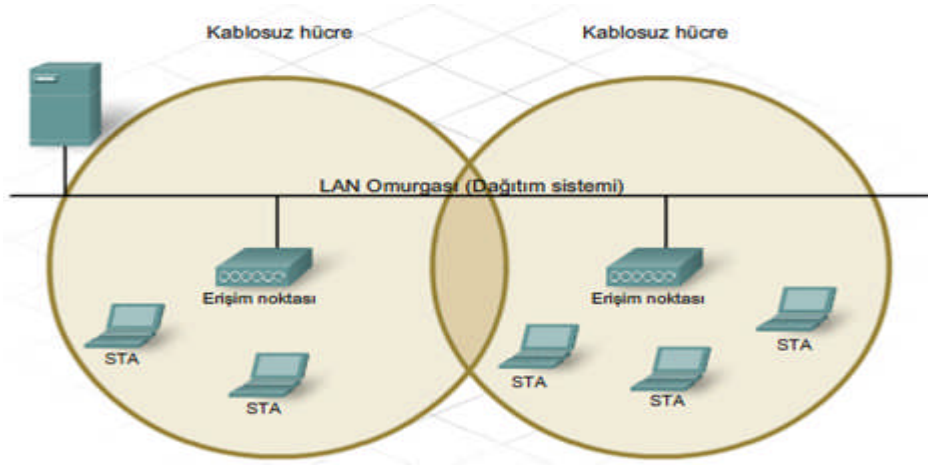 Kablosuz hücre
Kablosuz hücre
LAN Omurgası (Dağıtım sistemi)
Erişim noktası
Erişim noktası
STA
STA
STA
STA
STA